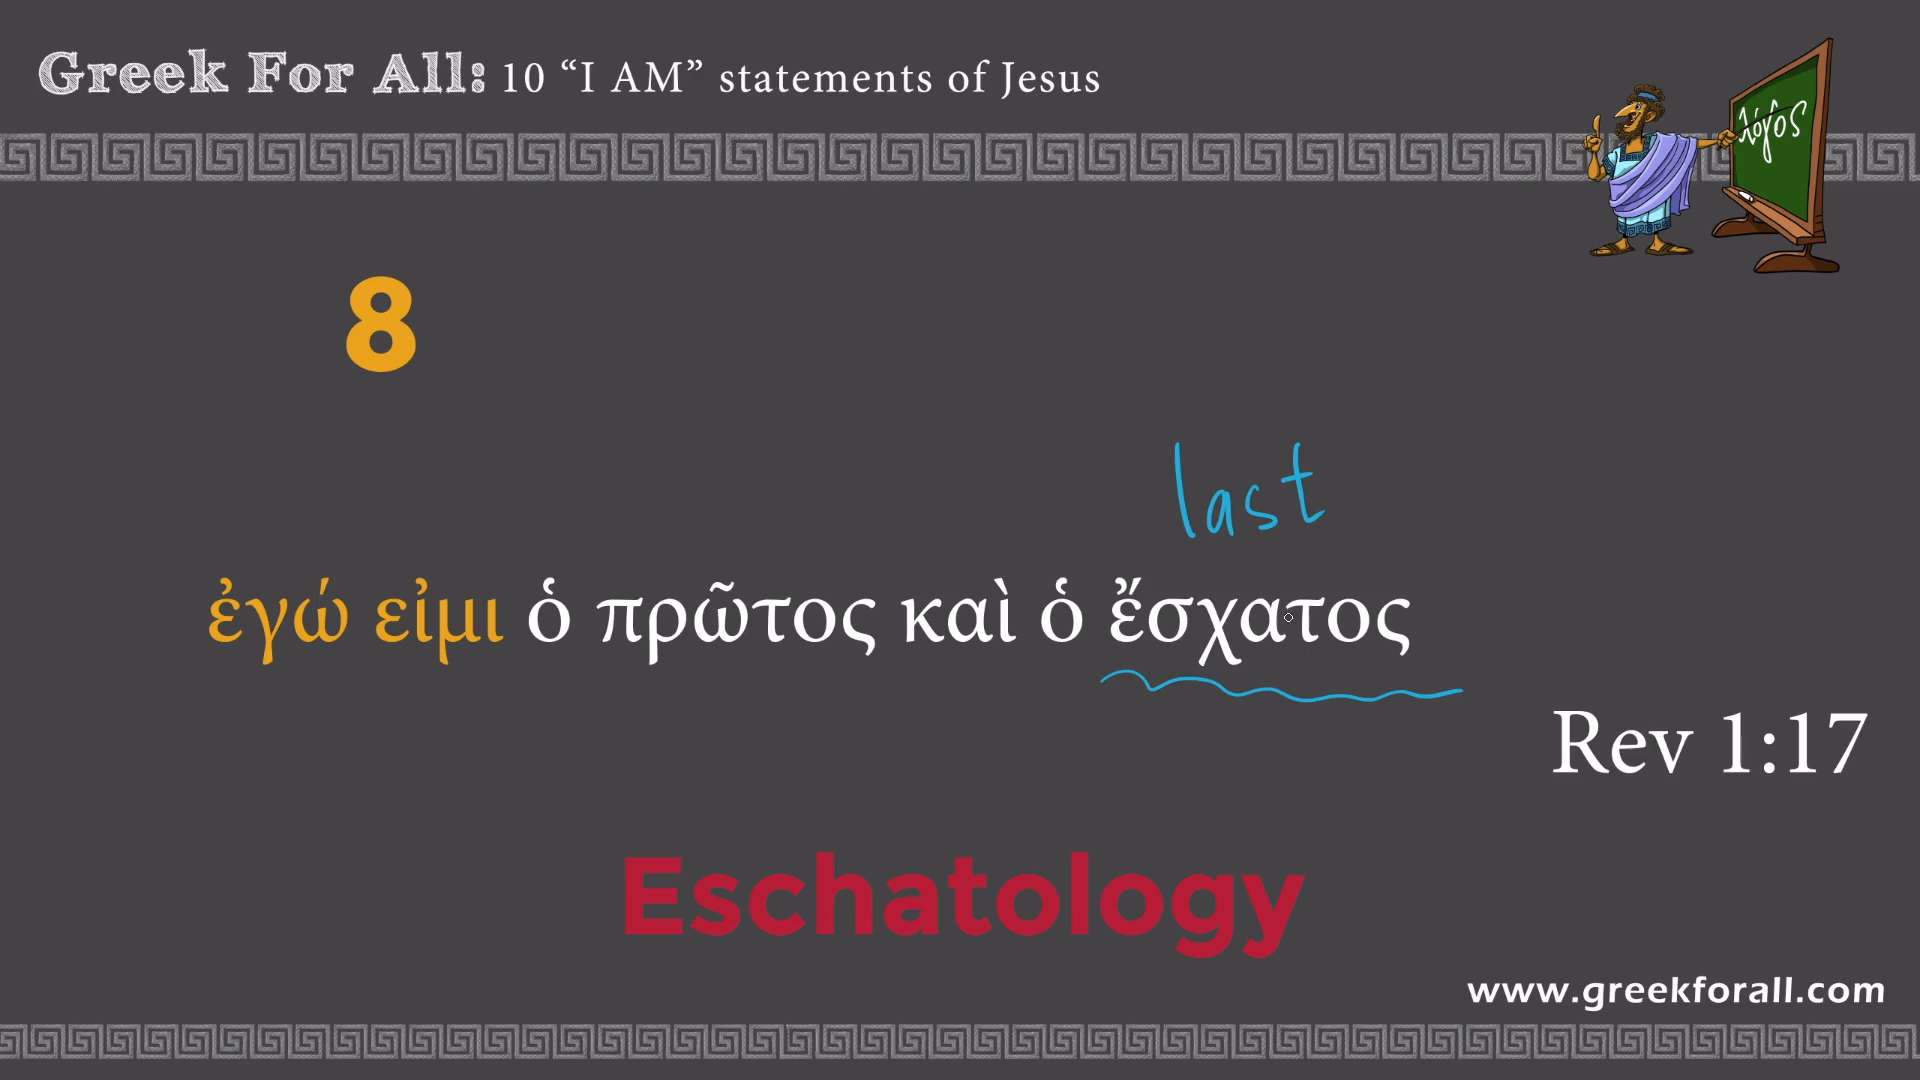 Greek For All: 10 “I AM” statements of Jesus
λόγος
8
last
ἐγώ εἰμι ὁ πρῶτος καὶ ὁ ἔσχατος
Rev 1:17
Eschatology
www.greekforall.com